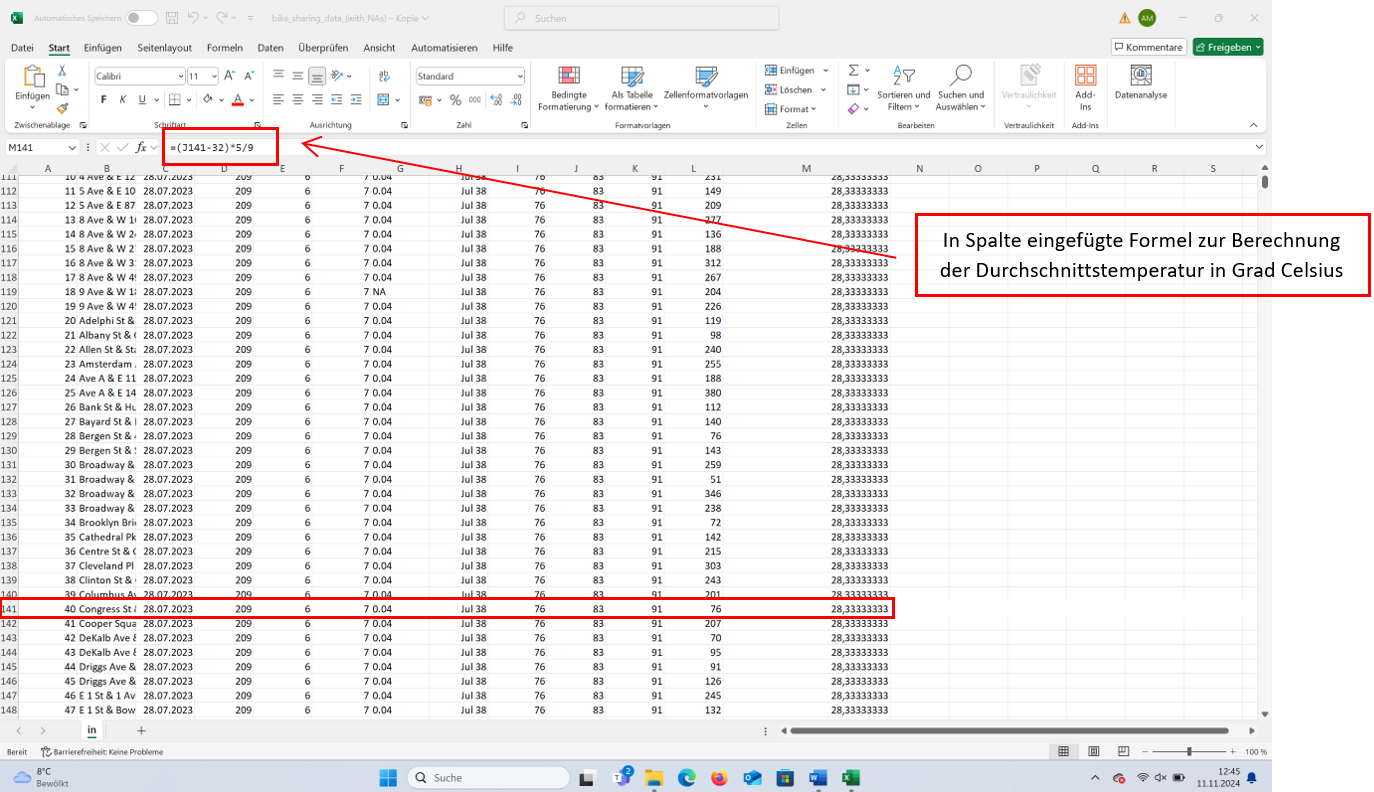 Automatisches Speichern
bike_sharing_data_(with_NAs) – Kopie
Suchen
AM
Datei Start Einfügen Seitenlayout Formeln Daten Überprüfen Ansicht Automatisieren Hilfe
Kommentare Freigeben
Einfügen
Zwischenablage
Calibri 11
F K U
Schriftart
Ausrichtung
Standard
Zahl
Bedingte Formatierung
Als Tabelle formatieren
Zellenformatvorlagen
Formatvorlagen
Einfügen
Löschen
Format
Zellen
Sortieren und Filtern
Suchen und Auswählen
Bearbeiten
Vertraulichkeit
Vertraulichkeit
Add-Ins
Add-Ins
Datenanalyse
M141 fx =(J141-32)*5/9
A B C D E F G H I J K L M N O P Q R S
111 10 4 Ave & E 12 28.07.2023 209 6 7 0.04 Jul 38 76 83 91 231 28,33333333
112 11 5 Ave & E 10 28.07.2023 209 6 7 0.04 Jul 38 76 83 91 149 28,33333333
113 12 5 Ave & E 87 28.07.2023 209 6 7 0.04 Jul 38 76 83 91 209 28,33333333
114 13 8 Ave & W 1 28.07.2023 209 6 7 0.04 Jul 38 76 83 91 277 28,33333333
115 14 8 Ave & W 2 28.07.2023 209 6 7 0.04 Jul 38 76 83 91 136 28,33333333
116 15 8 Ave & W 2 28.07.2023 209 6 7 0.04 Jul 38 76 83 91 188 28,33333333
117 16 8 Ave & W 3 28.07.2023 209 6 7 0.04 Jul 38 76 83 91 312 28,33333333
118 17 8 Ave & W 4 28.07.2023 209 6 7 0.04 Jul 38 76 83 91 267 28,33333333
119 18 9 Ave & W 1 28.07.2023 209 6 7 NA Jul 38 76 83 91 204 28,33333333
120 19 9 Ave & W 4 28.07.2023 209 6 7 0.04 Jul 38 76 83 91 226 28,33333333
121 20 Adelphi St & 28.07.2023 209 6 7 0.04 Jul 38 76 83 91 119 28,33333333
122 21 Albany St & 28.07.2023 209 6 7 0.04 Jul 38 76 83 91 98 28,33333333
123 22 Allen St & Sta 28.07.2023 209 6 7 0.04 Jul 38 76 83 91 240 28,33333333
124 23 Amsterdam 28.07.2023 209 6 7 0.04 Jul 38 76 83 91 255 28,33333333
125 24 Ave A & E 11 28.07.2023 209 6 7 0.04 Jul 38 76 83 91 188 28,33333333
126 25 Ave A & E 14 28.07.2023 209 6 7 0.04 Jul 38 76 83 91 380 28,33333333
127 26 Bank St & Hu 28.07.2023 209 6 7 0.04 Jul 38 76 83 91 112 28,33333333
128 27 Bayard St & 28.07.2023 209 6 7 0.04 Jul 38 76 83 91 140 28,33333333
129 28 Bergen St & 28.07.2023 209 6 7 0.04 Jul 38 76 83 91 76 28,33333333
130 29 Bergen St & 28.07.2023 209 6 7 0.04 Jul 38 76 83 91 143 28,33333333
131 30 Broadway & 28.07.2023 209 6 7 0.04 Jul 38 76 83 91 259 28,33333333
132 31 Broadway & 28.07.2023 209 6 7 0.04 Jul 38 76 83 91 51 28,33333333
133 32 Broadway & 28.07.2023 209 6 7 0.04 Jul 38 76 83 91 346 28,33333333
134 33 Broadway & 28.07.2023 209 6 7 0.04 Jul 38 76 83 91 238 28,33333333
135 34 Brooklyn Bri 28.07.2023 209 6 7 0.04 Jul 38 76 83 91 72 28,33333333
136 35 Cathedral Pk 28.07.2023 209 6 7 0.04 Jul 38 76 83 91 142 28,33333333
137 36 Centre St & C 28.07.2023 209 6 7 0.04 Jul 38 76 83 91 215 28,33333333
138 37 Cleveland Pl 28.07.2023 209 6 7 0.04 Jul 38 76 83 91 303 28,33333333
139 38 Clinton St & 28.07.2023 209 6 7 0.04 Jul 38 76 83 91 243 28,33333333
140 39 Columbus Av 28.07.2023 209 6 7 0.04 Jul 38 76 83 91 201 28,33333333
141 40 Congress St & 28.07.2023 209 6 7 0.04 Jul 38 76 83 91 76 28,33333333
142 41 Cooper Squa 28.07.2023 209 6 7 0.04 Jul 38 76 83 91 207 28,33333333
143 42 DeKalb Ave & 28.07.2023 209 6 7 0.04 Jul 38 76 83 91 70 28,33333333
144 43 DeKalb Ave & 28.07.2023 209 6 7 0.04 Jul 38 76 83 91 95 28,33333333
145 44 Driggs Ave & 28.07.2023 209 6 7 0.04 Jul 38 76 83 91 91 28,33333333
146 45 Driggs Ave & 28.07.2023 209 6 7 0.04 Jul 38 76 83 91 126 28,33333333
147 46 E 1 St & 1 Av 28.07.2023 209 6 7 0.04 Jul 38 76 83 91 245 28,33333333
148 47 E 1 St & Bow 28.07.2023 209 6 7 0.04 Jul 38 76 83 91 132 28,33333333
In Spalte eingefügte Formel zur Berechnung
der Durchschnittstemperatur in Grad Celsius
in
Bereit Barrierefreiheit: Keine Probleme
100 %
8°C
Bewölkt
Suche
2
12:45
11.11.2024